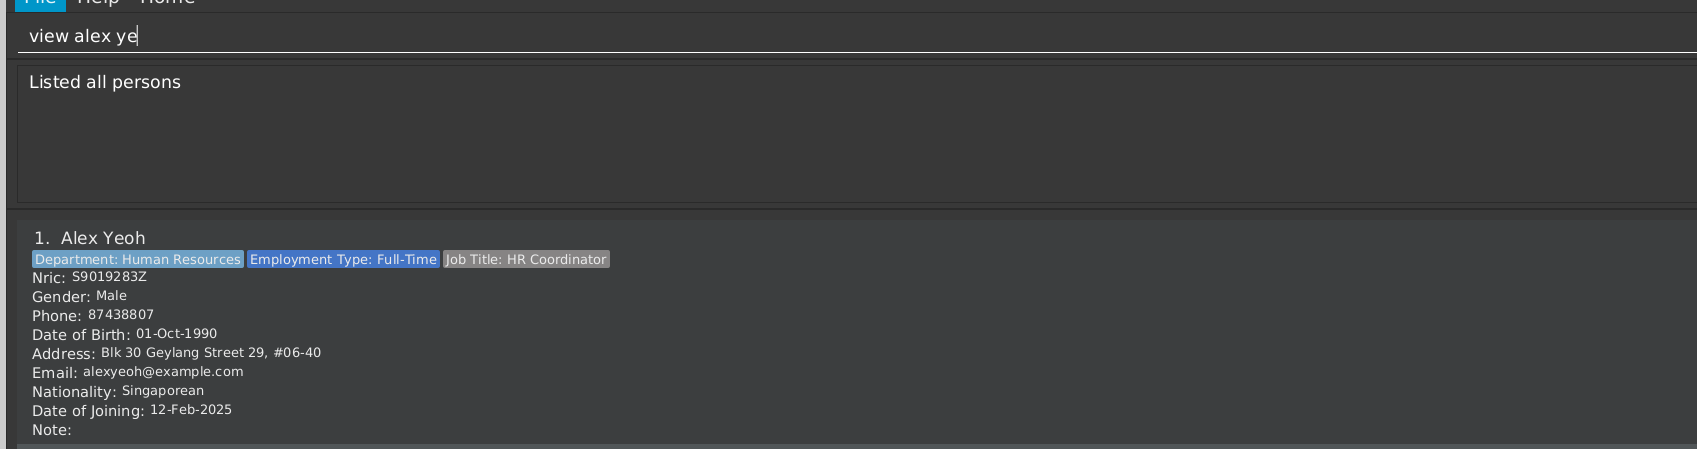 File Help Home
view alex ye
Listed all persons
1. Alex Yeoh
Department: Human Resources Employment Type: Full-Time Job Title: HR Coordinator
Nric: S9019283Z
Gender: Male
Phone: 87438807
Date of Birth: 01-Oct-1990
Address: Blk 30 Geylang Street 29, #06-40
Email: alexyeoh@example.com
Nationality: Singaporean
Date of Joining: 12-Feb-2025
Note: